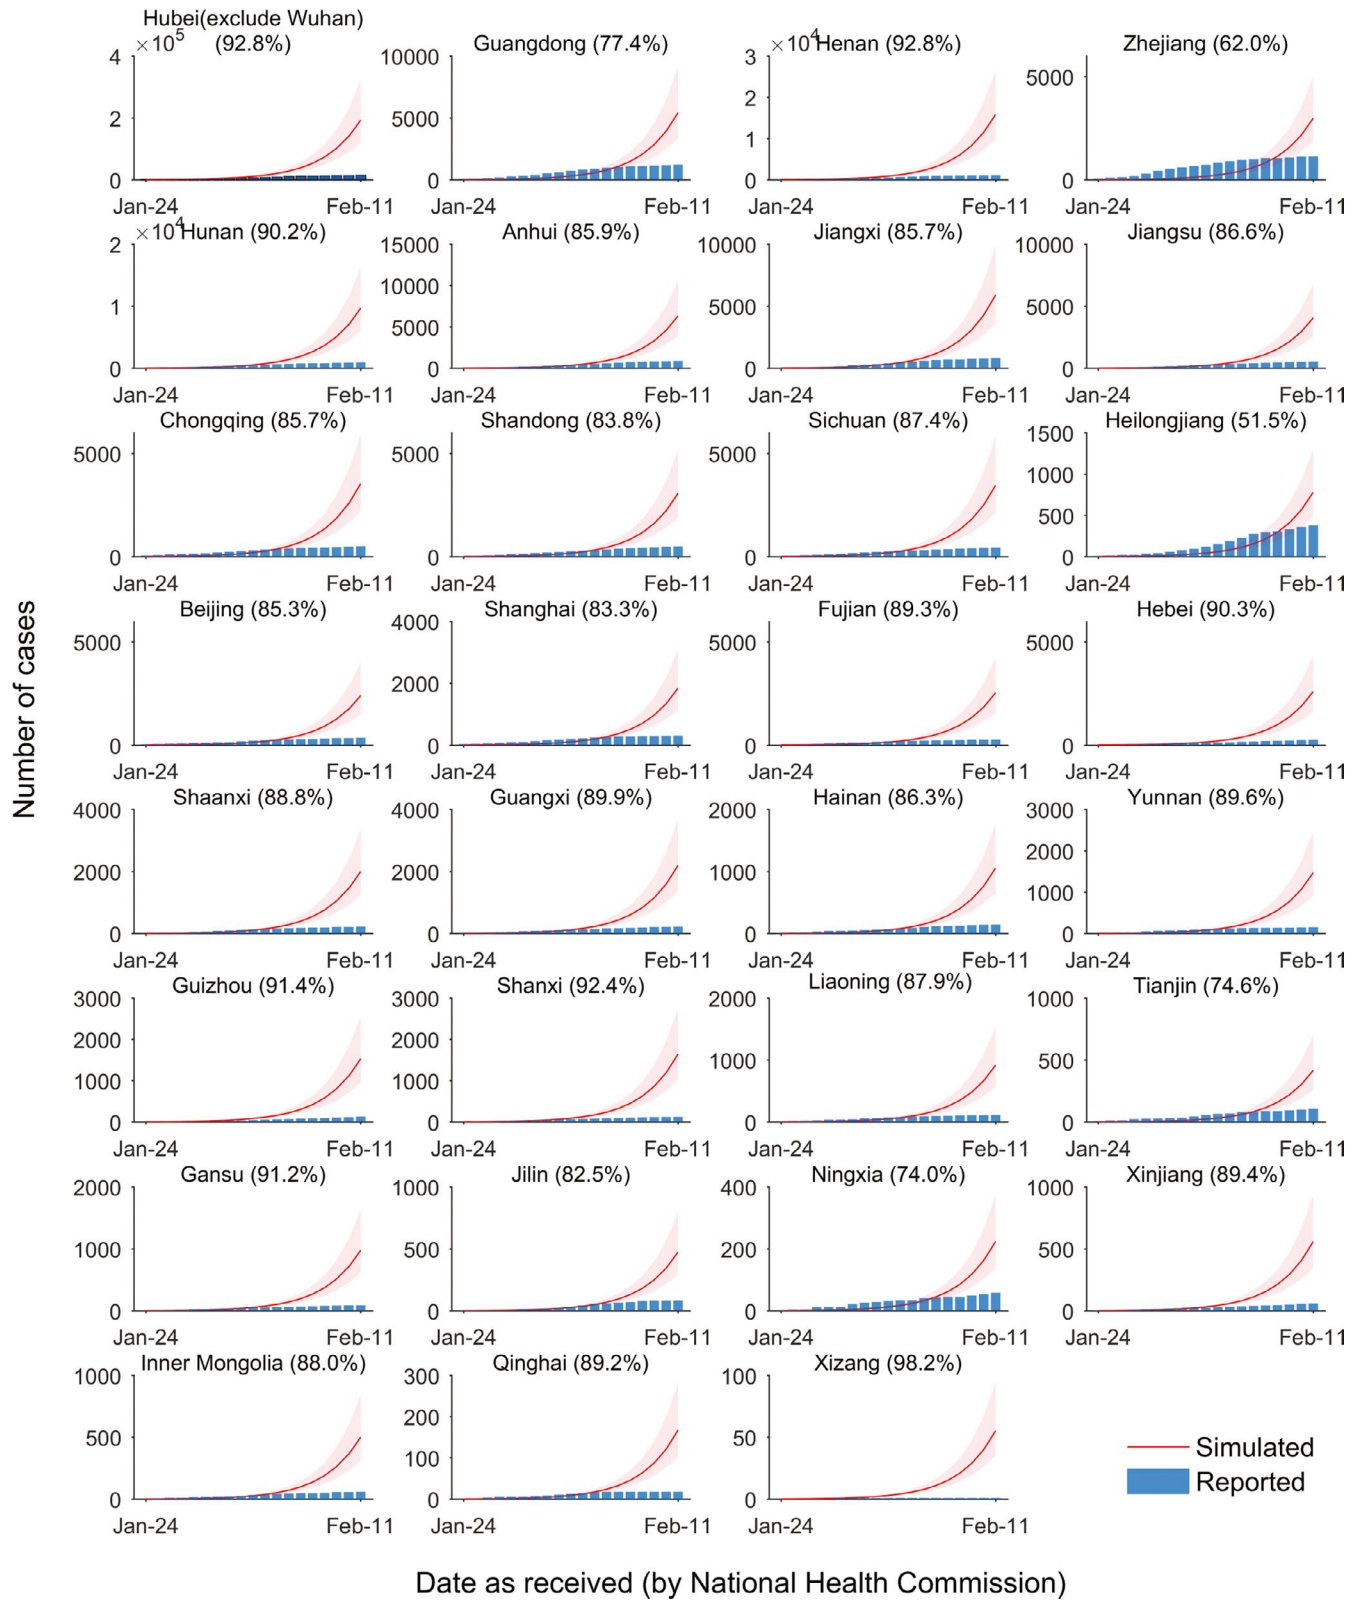 Hubei(exclude Wuhan)
(92.8%)
×10^5
4
2
0
Jan-24
Feb-11
Guangdong (77.4%)
10000
5000
0
Jan-24
Feb-11
Henan (92.8%)
×10^4
3
2
1
0
Jan-24
Feb-11
Zhejiang (62.0%)
5000
0
Jan-24
Feb-11
Hunan (90.2%)
×10^4
2
1
0
Jan-24
Feb-11
Anhui (85.9%)
15000
10000
5000
0
Jan-24
Feb-11
Jiangxi (85.7%)
10000
5000
0
Jan-24
Feb-11
Jiangsu (86.6%)
10000
5000
0
Jan-24
Feb-11
Chongqing (85.7%)
5000
0
Jan-24
Feb-11
Shandong (83.8%)
5000
0
Jan-24
Feb-11
Sichuan (87.4%)
5000
0
Jan-24
Feb-11
Heilongjiang (51.5%)
1500
1000
500
0
Jan-24
Feb-11
Number of cases
Beijing (85.3%)
5000
0
Jan-24
Feb-11
Shanghai (83.3%)
4000
2000
0
Jan-24
Feb-11
Fujian (89.3%)
5000
0
Jan-24
Feb-11
Hebei (90.3%)
5000
0
Jan-24
Feb-11
Shaanxi (88.8%)
4000
2000
0
Jan-24
Feb-11
Guangxi (89.9%)
4000
2000
0
Jan-24
Feb-11
Hainan (86.3%)
2000
1000
0
Jan-24
Feb-11
Yunnan (89.6%)
3000
2000
1000
0
Jan-24
Feb-11
Guizhou (91.4%)
3000
2000
1000
0
Jan-24
Feb-11
Shanxi (92.4%)
3000
2000
1000
0
Jan-24
Feb-11
Liaoning (87.9%)
2000
1000
0
Jan-24
Feb-11
Tianjin (74.6%)
1000
500
0
Jan-24
Feb-11
Gansu (91.2%)
2000
1000
0
Jan-24
Feb-11
Jilin (82.5%)
1000
500
0
Jan-24
Feb-11
Ningxia (74.0%)
400
200
0
Jan-24
Feb-11
Xinjiang (89.4%)
1000
500
0
Jan-24
Feb-11
Inner Mongolia (88.0%)
1000
500
0
Jan-24
Feb-11
Qinghai (89.2%)
300
200
100
0
Jan-24
Feb-11
Xizang (98.2%)
100
50
0
Jan-24
Feb-11
Simulated
Reported
Date as received (by National Health Commission)